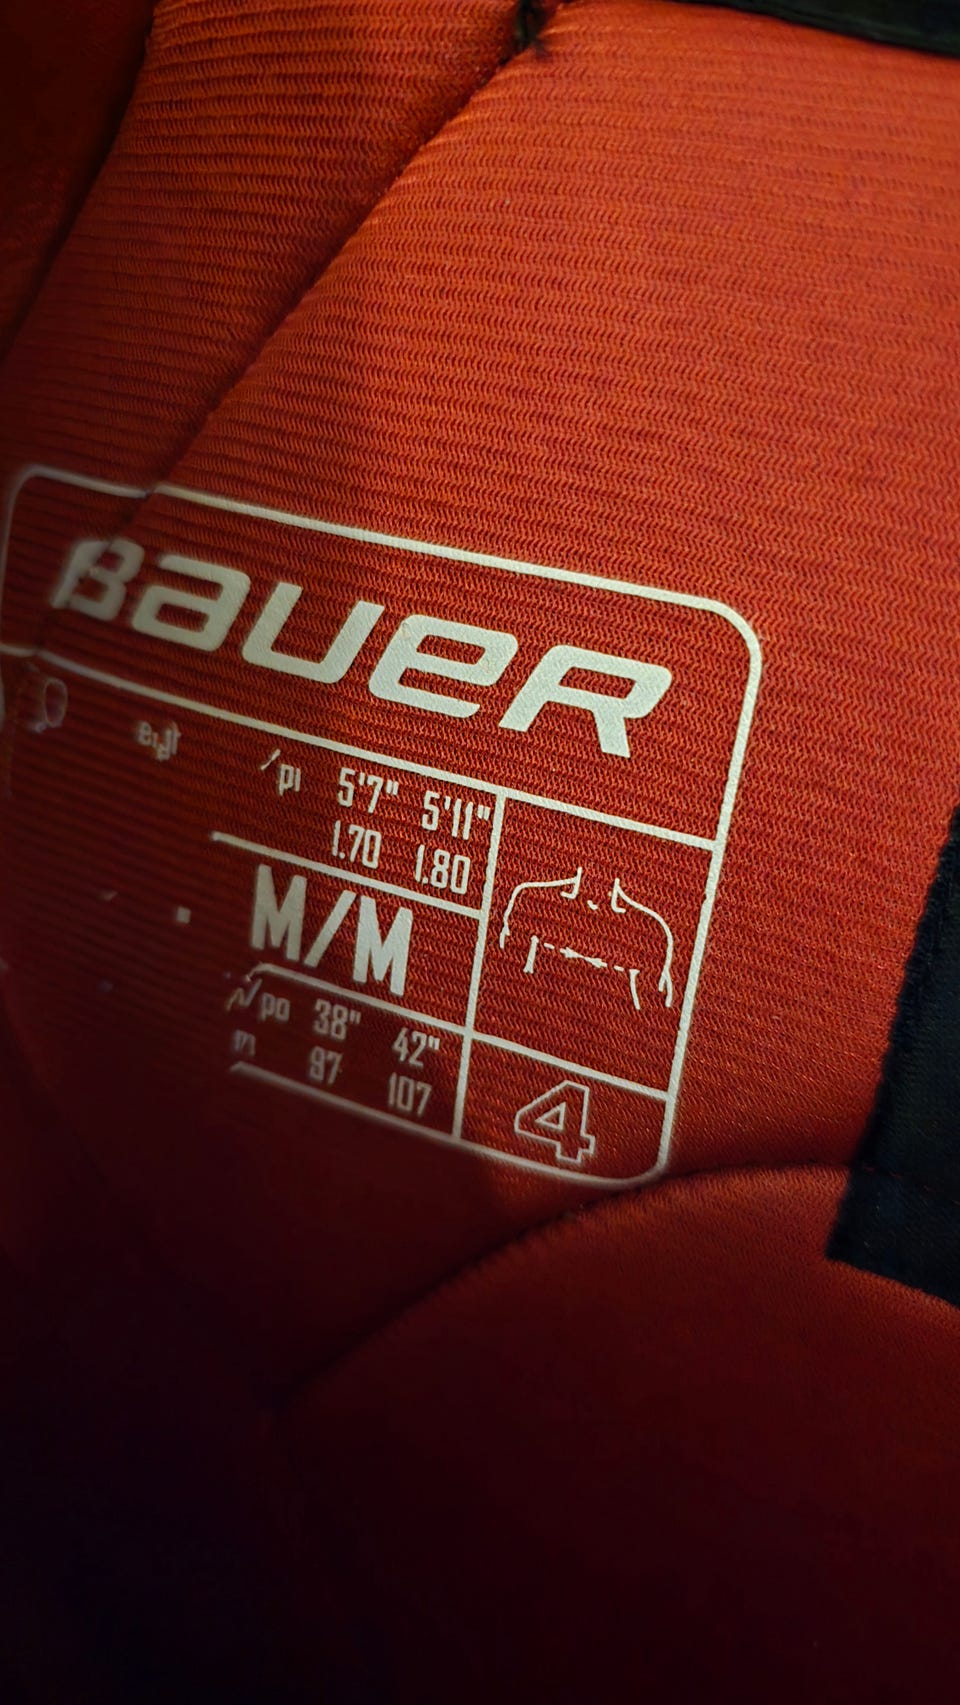 BAUER
/pi 5'7" 5'11"
1.70 1.80
M/M
/po 38" 42"
97 107
4